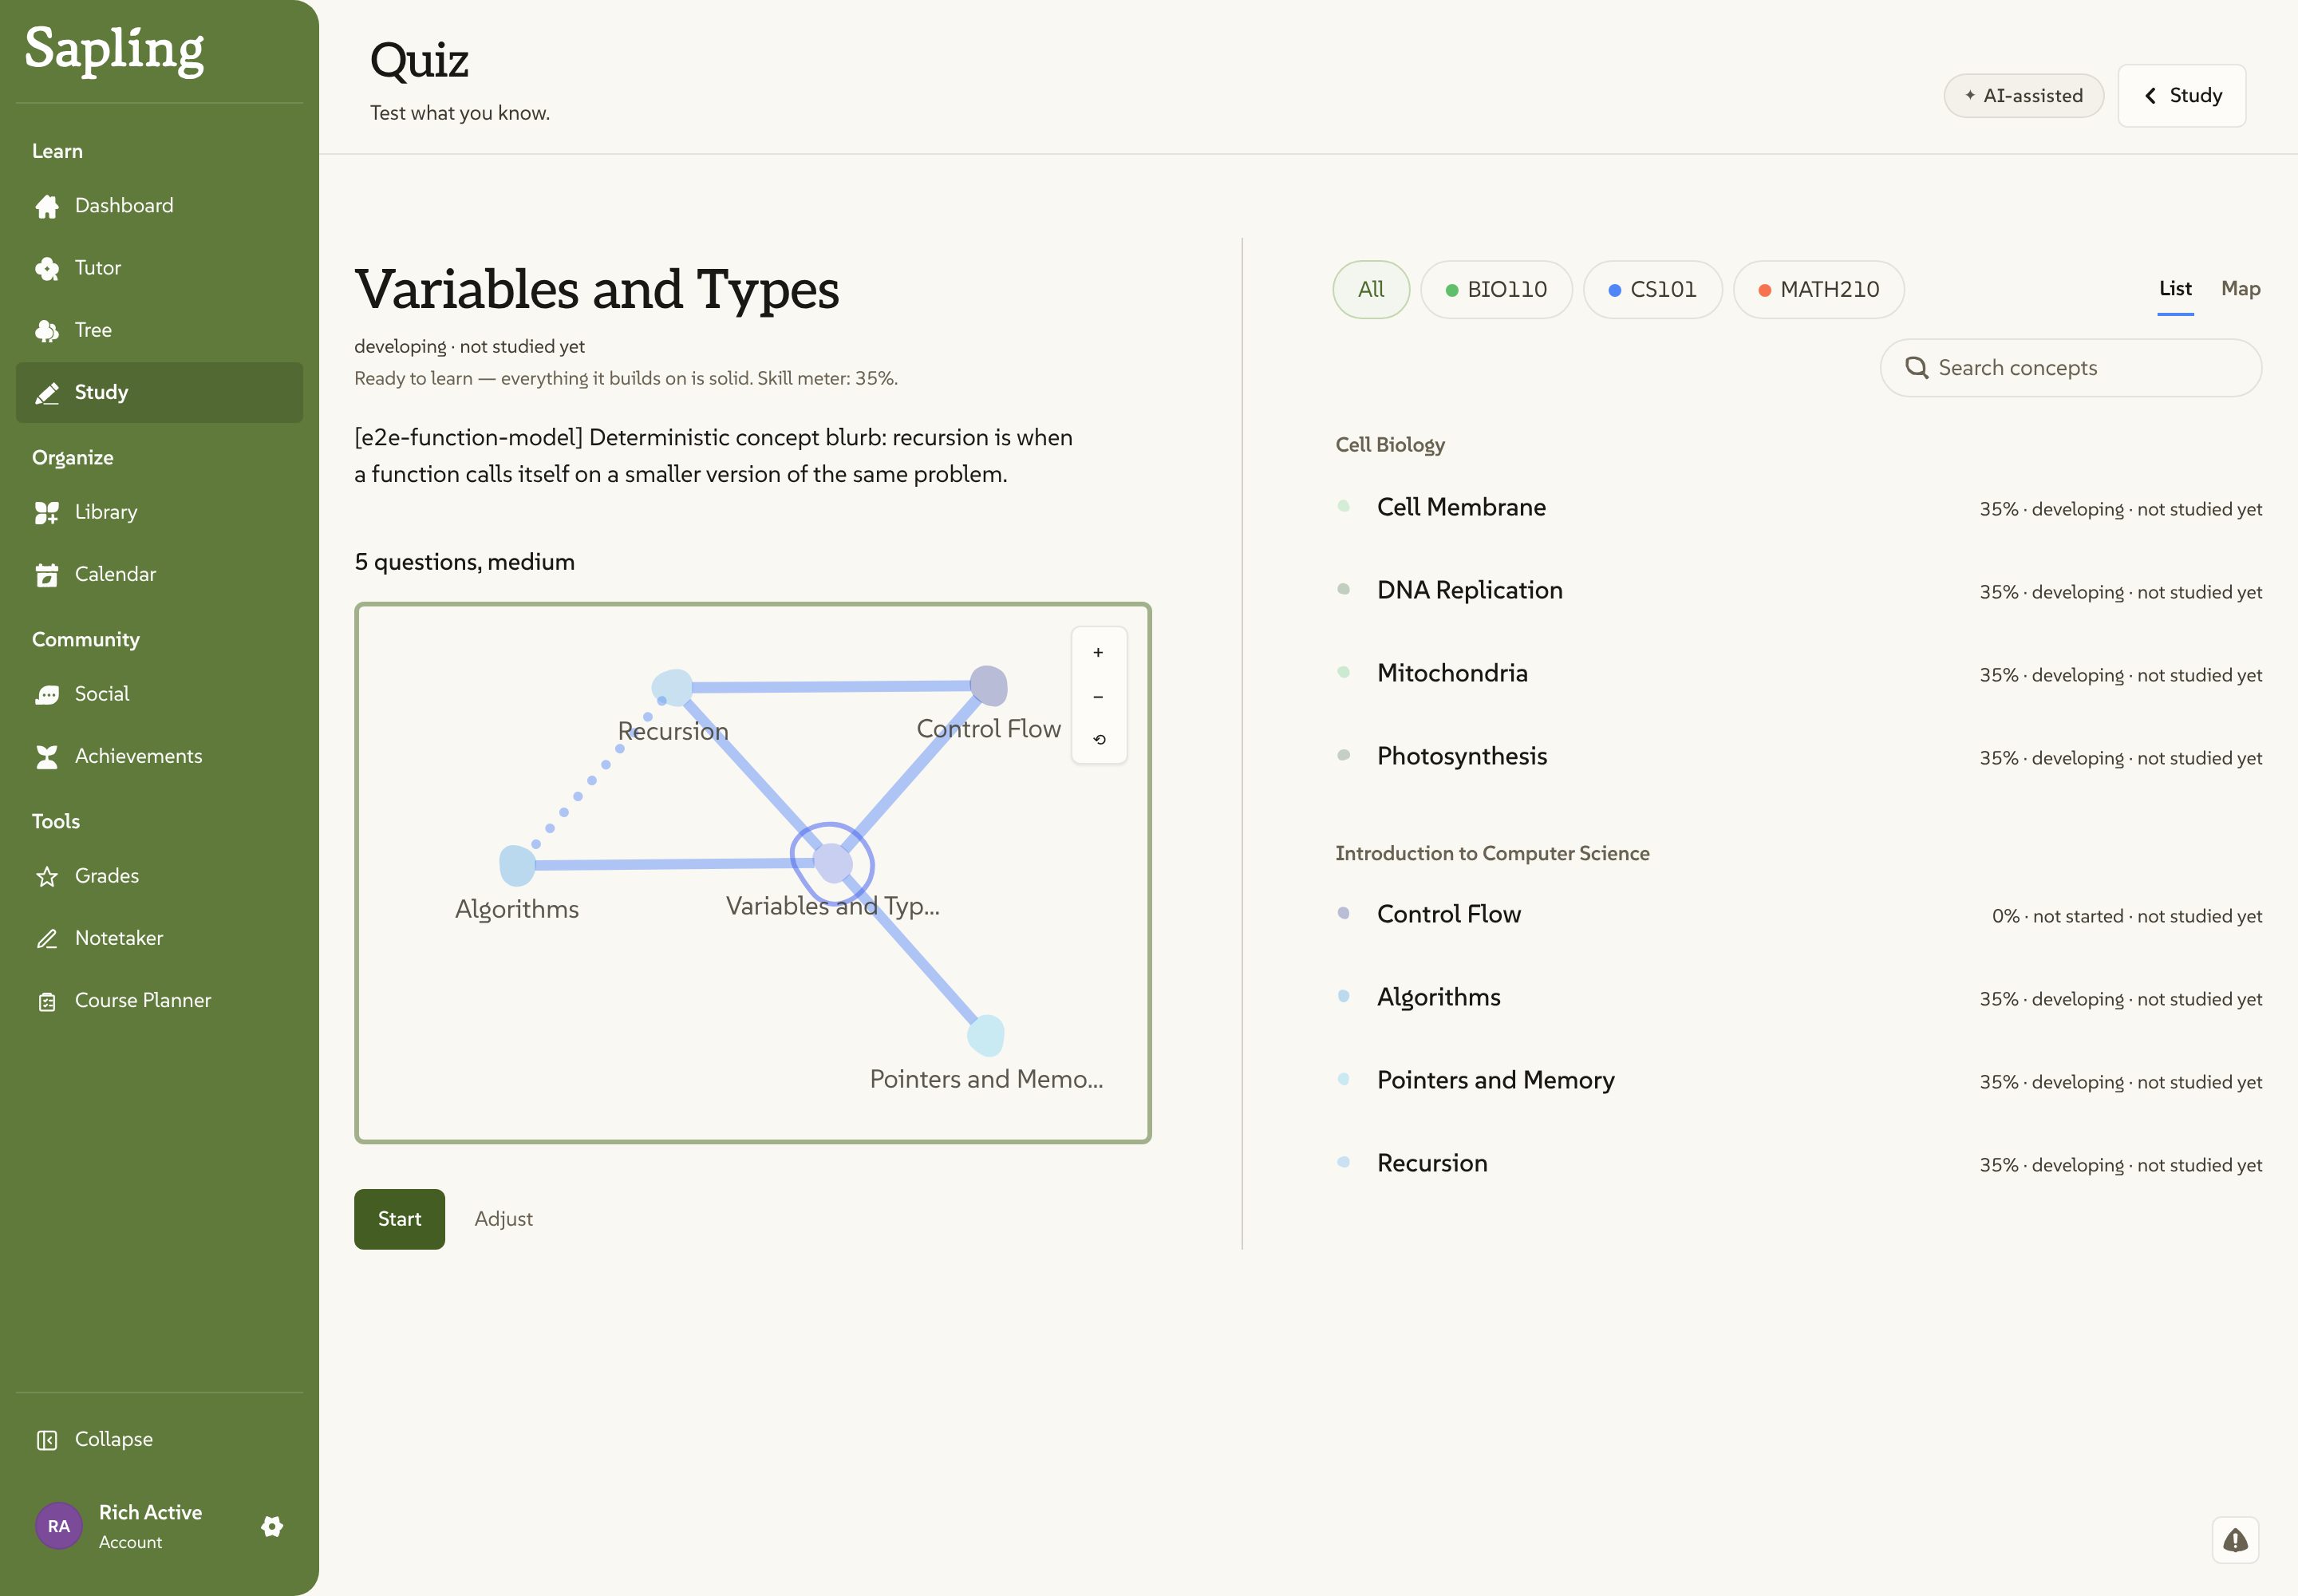 Sapling
Learn
Dashboard
Tutor
Tree
Study
Organize
Library
Calendar
Community
Social
Achievements
Tools
Grades
Notetaker
Course Planner
Collapse
RA
Rich Active
Account
Quiz
Test what you know.
✦ AI-assisted
Study
Variables and Types
developing · not studied yet
Ready to learn — everything it builds on is solid. Skill meter: 35%.
[e2e-function-model] Deterministic concept blurb: recursion is when
a function calls itself on a smaller version of the same problem.
5 questions, medium
+
−
⟲
Recursion
Control Flow
Algorithms
Variables and Typ...
Pointers and Memo...
Start
Adjust
All
BIO110
CS101
MATH210
List
Map
Search concepts
Cell Biology
Cell Membrane
35% · developing · not studied yet
DNA Replication
35% · developing · not studied yet
Mitochondria
35% · developing · not studied yet
Photosynthesis
35% · developing · not studied yet
Introduction to Computer Science
Control Flow
0% · not started · not studied yet
Algorithms
35% · developing · not studied yet
Pointers and Memory
35% · developing · not studied yet
Recursion
35% · developing · not studied yet